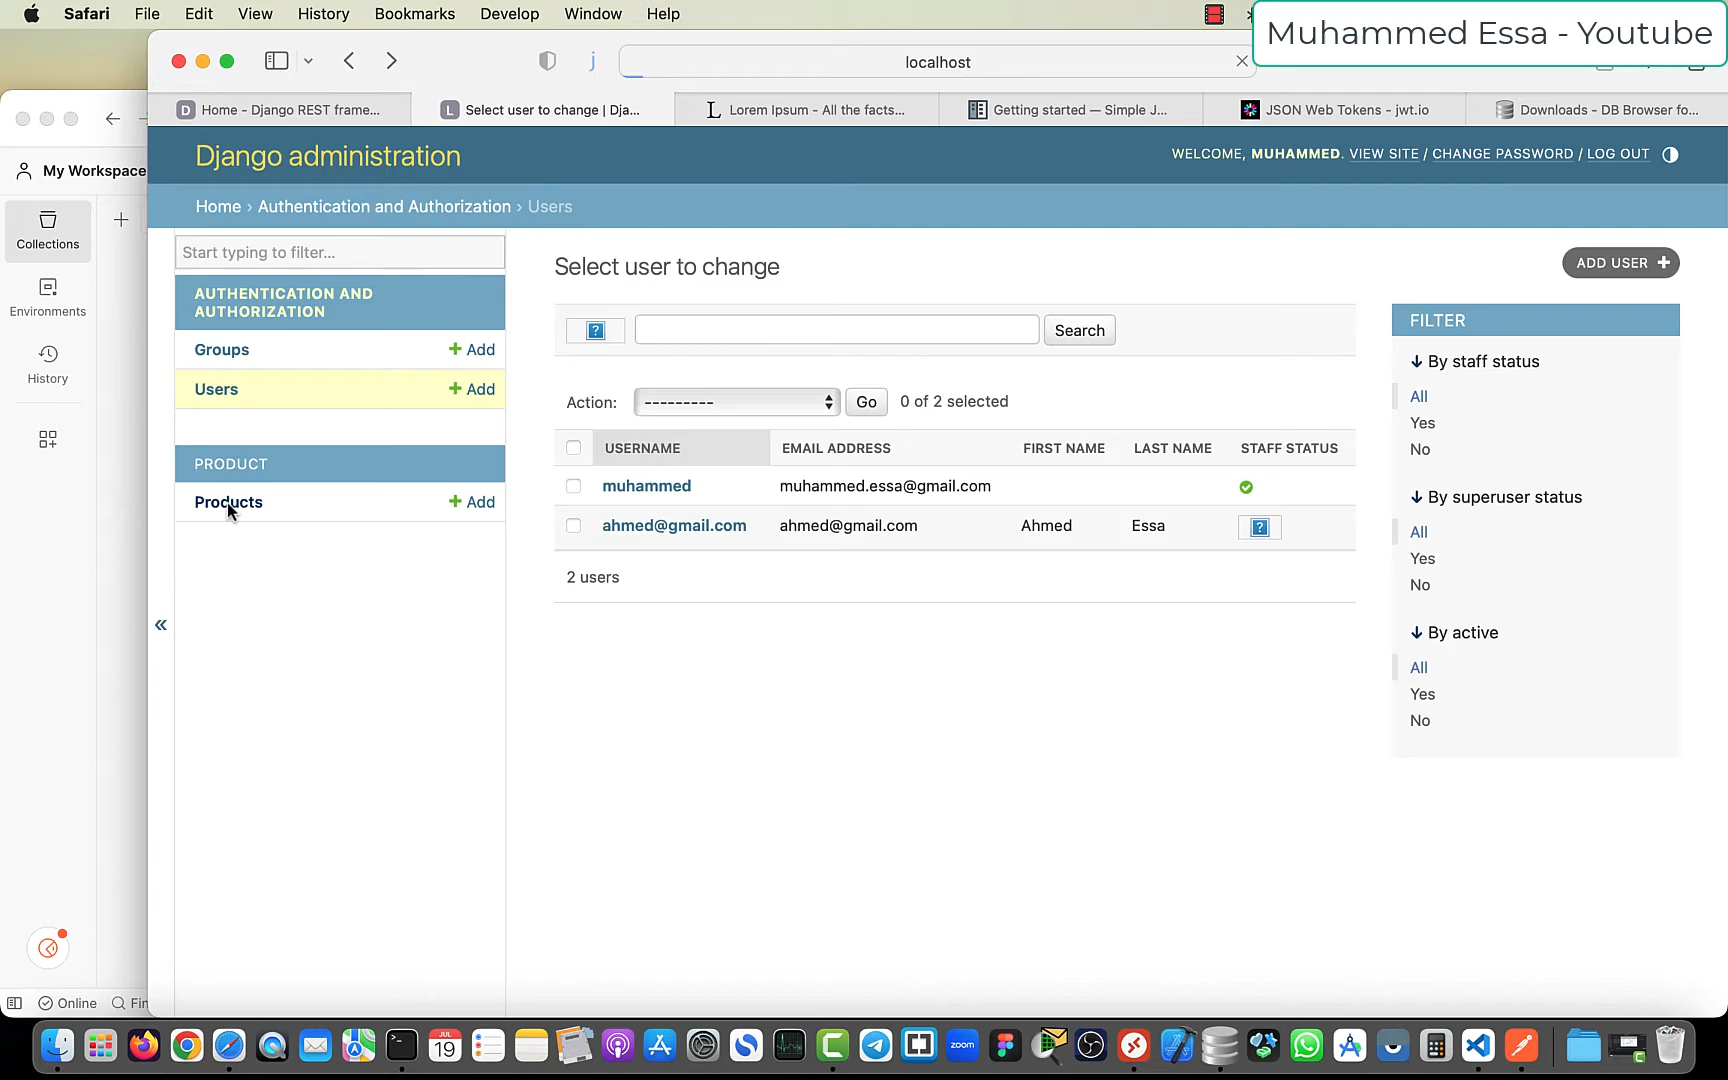 Safari File Edit View History Bookmarks Develop Window Help
Muhammed Essa - Youtube
localhost
Home - Django REST frame...
Select user to change | Dja...
Lorem Ipsum - All the facts...
Getting started — Simple J...
JSON Web Tokens - jwt.io
Downloads - DB Browser fo...
My Workspace
Collections
Environments
History
Online
Fin
Django administration
WELCOME, MUHAMMED. VIEW SITE / CHANGE PASSWORD / LOG OUT
Home › Authentication and Authorization › Users
Start typing to filter...
AUTHENTICATION AND
AUTHORIZATION
Groups + Add
Users + Add
PRODUCT
Products + Add
«
Select user to change
ADD USER +
Search
Action: --------- Go 0 of 2 selected
USERNAME EMAIL ADDRESS FIRST NAME LAST NAME STAFF STATUS
muhammed muhammed.essa@gmail.com
ahmed@gmail.com ahmed@gmail.com Ahmed Essa
2 users
FILTER
↓ By staff status
All
Yes
No
↓ By superuser status
All
Yes
No
↓ By active
All
Yes
No
JUL
19
zoom